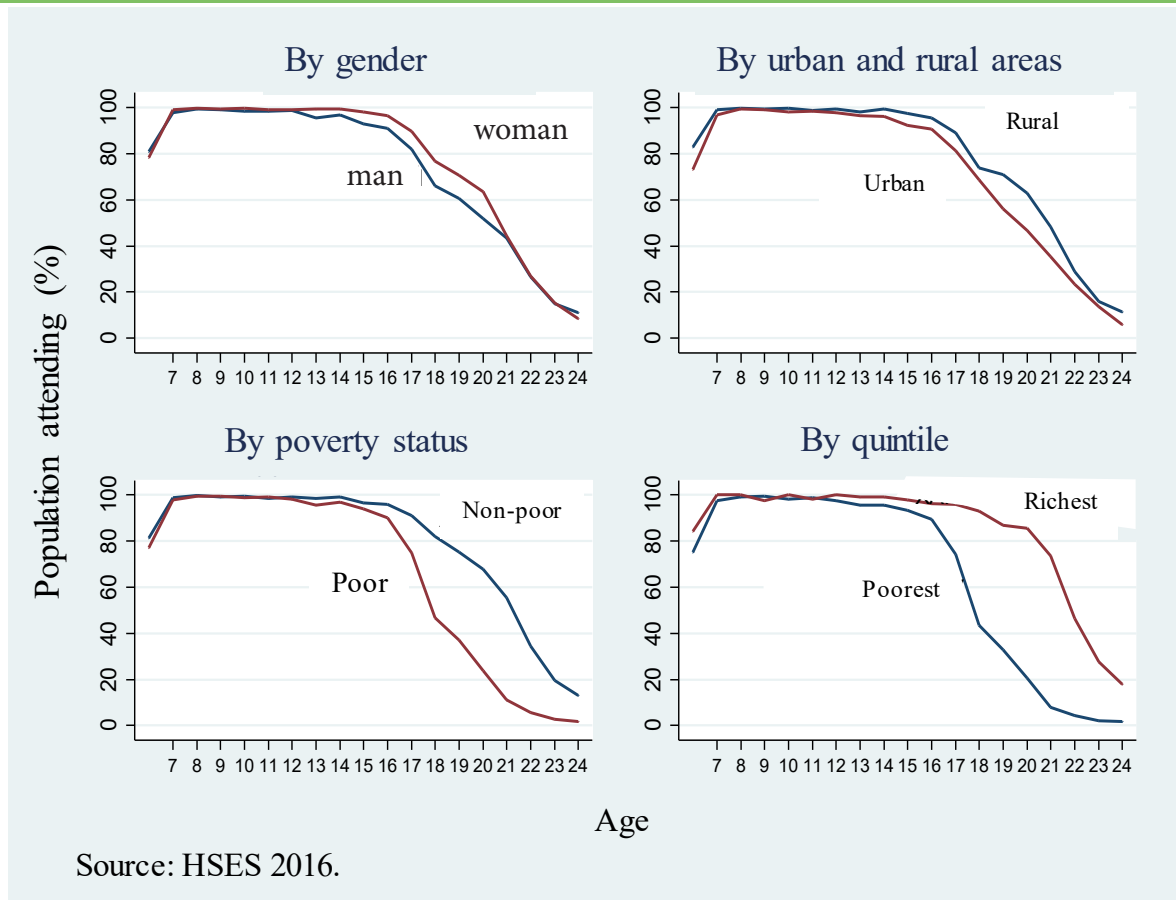 By gender
By urban and rural areas
100
80
60
40
20
0
woman
man
7 8 9 10 11 12 13 14 15 16 17 18 19 20 21 22 23 24
100
80
60
40
20
0
Rural
Urban
7 8 9 10 11 12 13 14 15 16 17 18 19 20 21 22 23 24
Population attending (%)
By poverty status
By quintile
100
80
60
40
20
0
Non-poor
Poor
7 8 9 10 11 12 13 14 15 16 17 18 19 20 21 22 23 24
100
80
60
40
20
0
Richest
Poorest
7 8 9 10 11 12 13 14 15 16 17 18 19 20 21 22 23 24
Age
Source: HSES 2016.